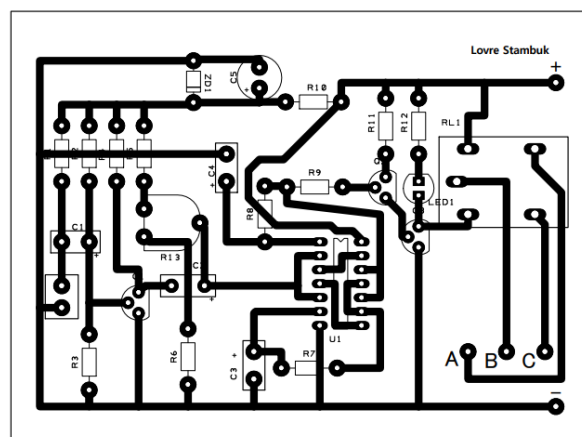 Lovre Stambuk
+
ZD1
C5
+
R10
R11
R12
RL1
R2
C4
+
R9
R8
LED1
C1
+
R13
+
U1
R3
R6
+
C3
R7
A
B
C
−